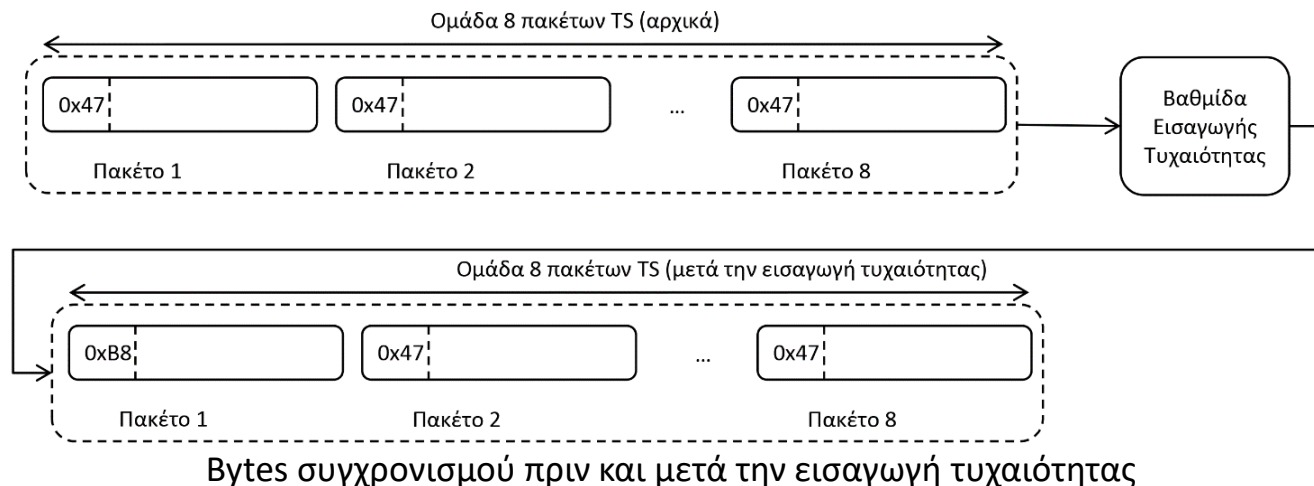 Ομάδα 8 πακέτων TS (αρχικά)
0x47 0x47 ... 0x47
Πακέτο 1 Πακέτο 2 Πακέτο 8
Βαθμίδα
Εισαγωγής
Τυχαιότητας
Ομάδα 8 πακέτων TS (μετά την εισαγωγή τυχαιότητας)
0xB8 0x47 ... 0x47
Πακέτο 1 Πακέτο 2 Πακέτο 8
Bytes συγχρονισμού πριν και μετά την εισαγωγή τυχαιότητας